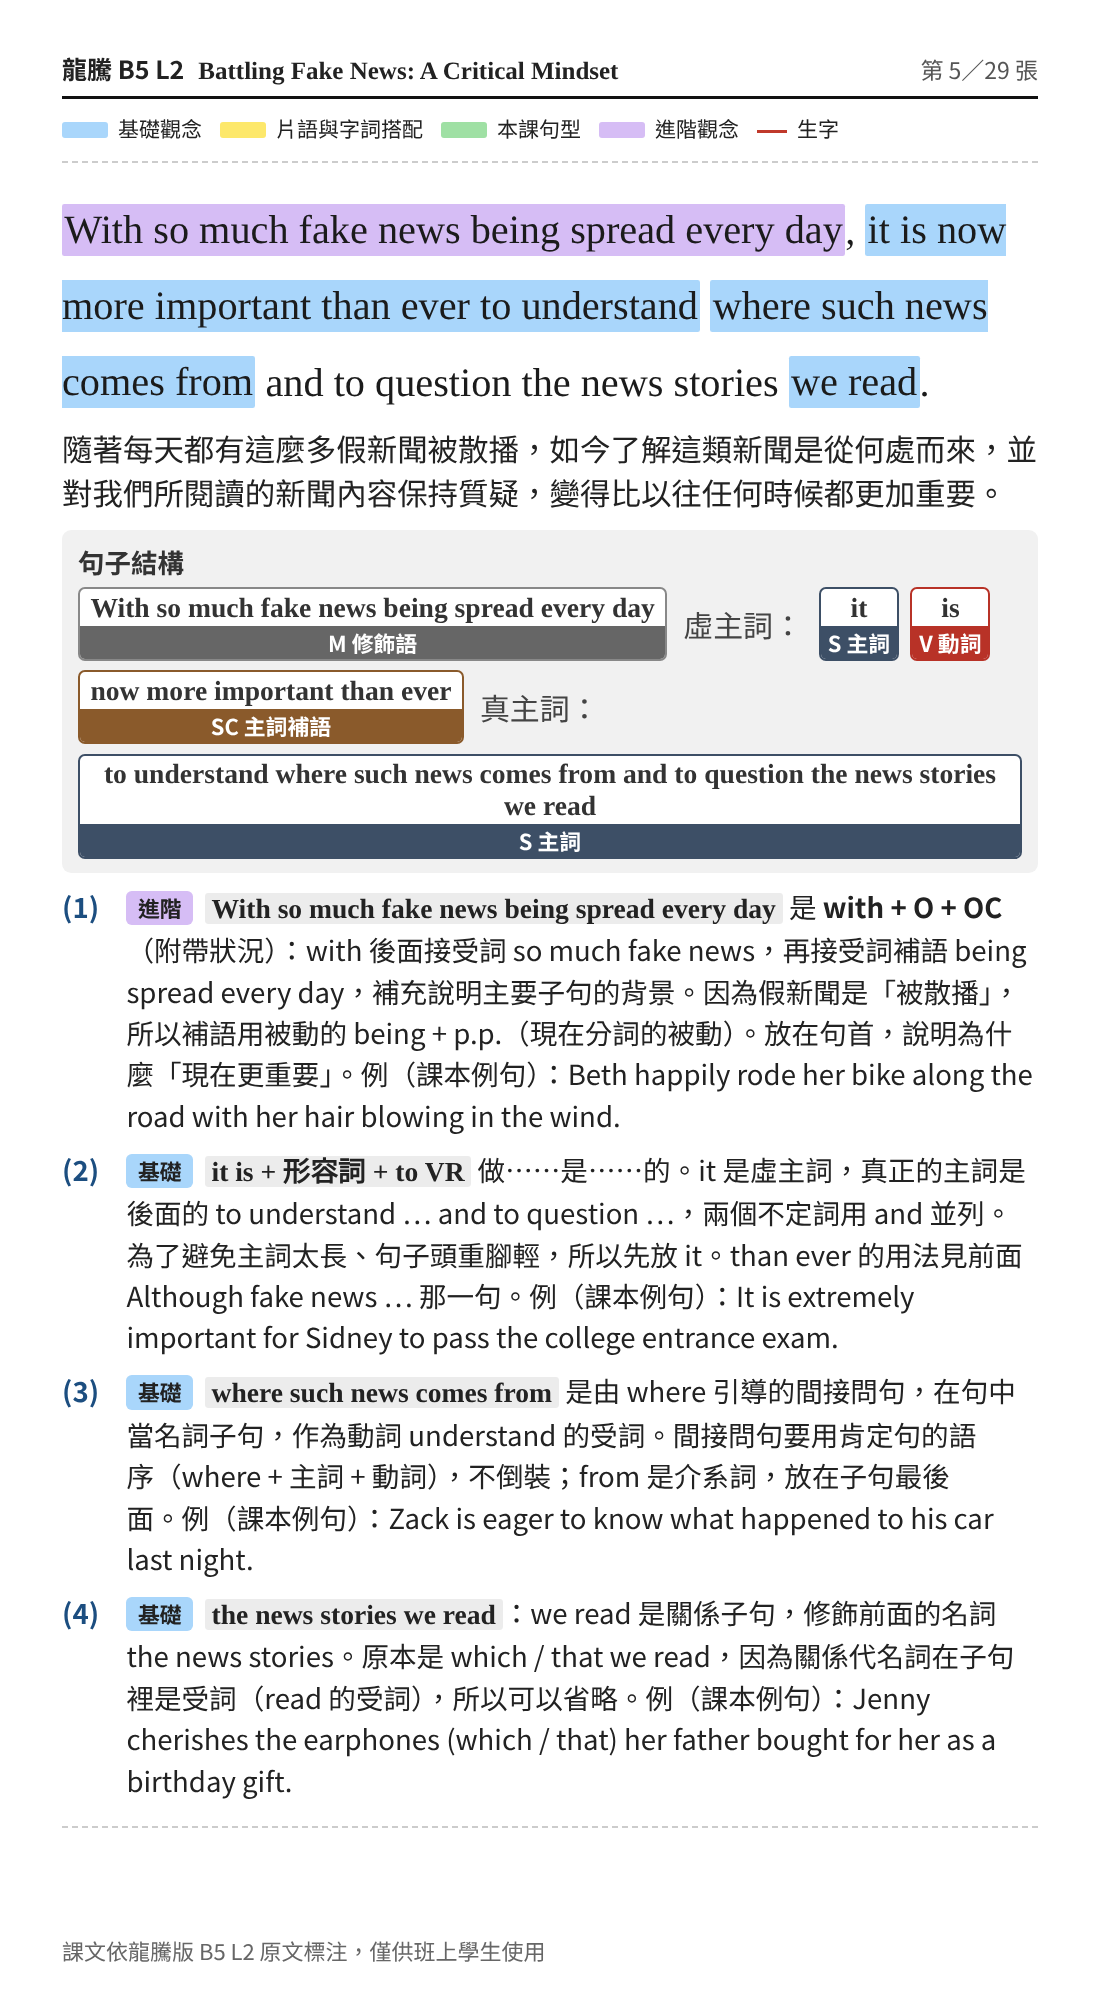 龍騰 B5 L2 Battling Fake News: A Critical Mindset 第 5／29 張
基礎觀念 片語與字詞搭配 本課句型 進階觀念 生字
With so much fake news being spread every day, it is now
more important than ever to understand where such news
comes from and to question the news stories we read.
隨著每天都有這麼多假新聞被散播，如今了解這類新聞是從何處而來，並
對我們所閱讀的新聞內容保持質疑，變得比以往任何時候都更加重要。
句子結構
With so much fake news being spread every day 虛主詞： it is
M 修飾語 S 主詞 V 動詞
now more important than ever 真主詞：
SC 主詞補語
to understand where such news comes from and to question the news stories
we read
S 主詞
(1) 進階 With so much fake news being spread every day 是 with + O + OC
（附帶狀況）：with 後面接受詞 so much fake news，再接受詞補語 being
spread every day，補充說明主要子句的背景。因為假新聞是「被散播」，
所以補語用被動的 being + p.p.（現在分詞的被動）。放在句首，說明為什
麼「現在更重要」。例（課本例句）：Beth happily rode her bike along the
road with her hair blowing in the wind.
(2) 基礎 it is + 形容詞 + to VR 做⋯⋯是⋯⋯的。it 是虛主詞，真正的主詞是
後面的 to understand … and to question …，兩個不定詞用 and 並列。
為了避免主詞太長、句子頭重腳輕，所以先放 it。than ever 的用法見前面
Although fake news … 那一句。例（課本例句）：It is extremely
important for Sidney to pass the college entrance exam.
(3) 基礎 where such news comes from 是由 where 引導的間接問句，在句中
當名詞子句，作為動詞 understand 的受詞。間接問句要用肯定句的語
序（where + 主詞 + 動詞），不倒裝；from 是介系詞，放在子句最後
面。例（課本例句）：Zack is eager to know what happened to his car
last night.
(4) 基礎 the news stories we read：we read 是關係子句，修飾前面的名詞
the news stories。原本是 which / that we read，因為關係代名詞在子句
裡是受詞（read 的受詞），所以可以省略。例（課本例句）：Jenny
cherishes the earphones (which / that) her father bought for her as a
birthday gift.
課文依龍騰版 B5 L2 原文標注，僅供班上學生使用